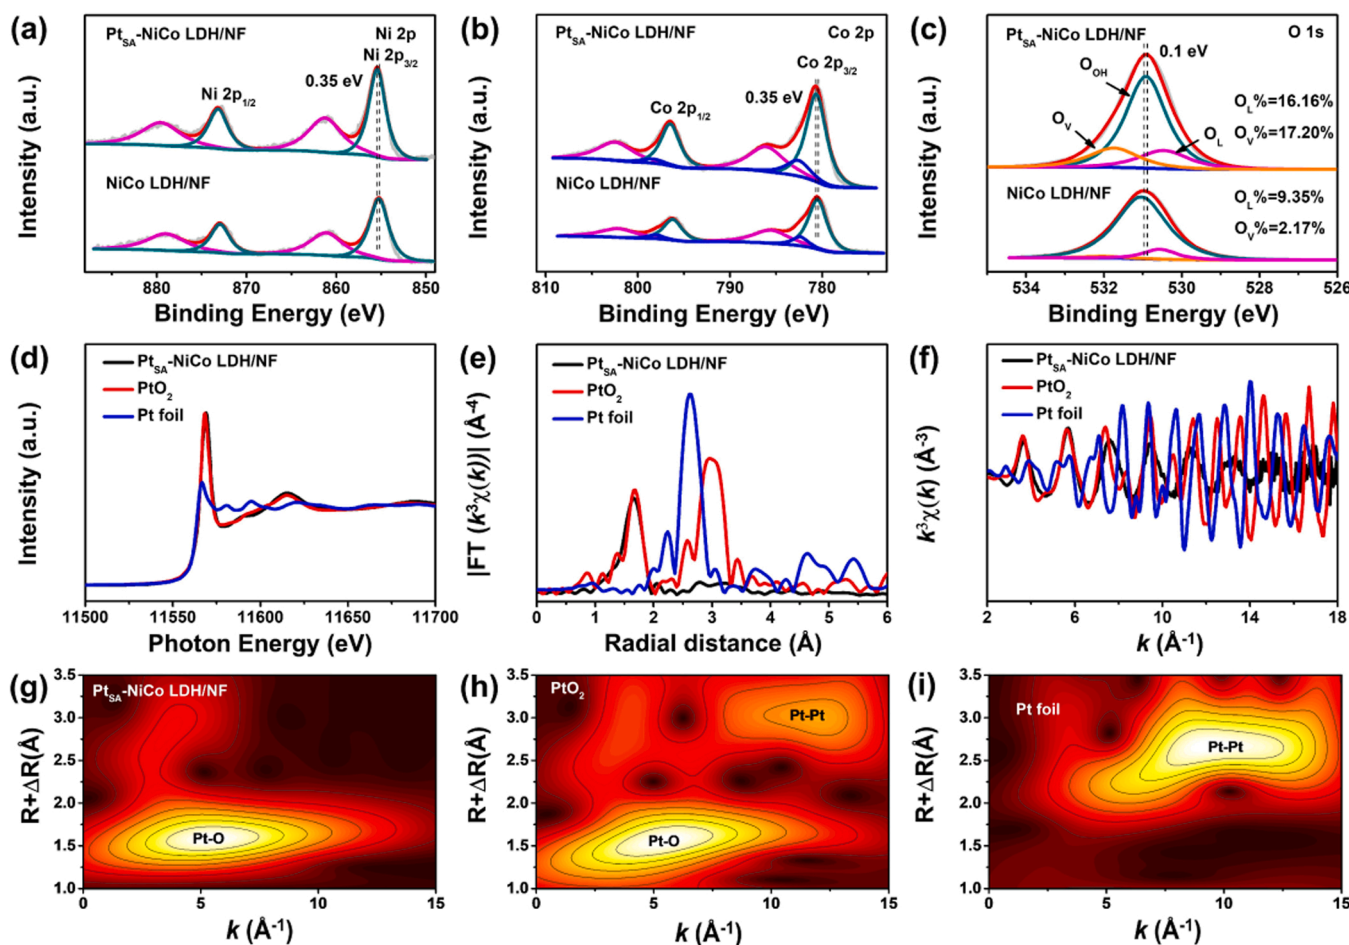 (a)
Pt_SA-NiCo LDH/NF
Ni 2p
Ni 2p_3/2
0.35 eV
Ni 2p_1/2
NiCo LDH/NF
Intensity (a.u.)
880 870 860 850
Binding Energy (eV)
(b)
Pt_SA-NiCo LDH/NF
Co 2p
Co 2p_3/2
0.35 eV
Co 2p_1/2
NiCo LDH/NF
Intensity (a.u.)
810 800 790 780
Binding Energy (eV)
(c)
Pt_SA-NiCo LDH/NF
O 1s
0.1 eV
O_OH
O_V
O_L
O_L%=16.16%
O_V%=17.20%
NiCo LDH/NF
O_L%=9.35%
O_V%=2.17%
Intensity (a.u.)
534 532 530 528 526
Binding Energy (eV)
(d)
Pt_SA-NiCo LDH/NF
PtO_2
Pt foil
Intensity (a.u.)
11500 11550 11600 11650 11700
Photon Energy (eV)
(e)
Pt_SA-NiCo LDH/NF
PtO_2
Pt foil
|FT (k³χ(k))| (Å-4)
0 1 2 3 4 5 6
Radial distance (Å)
(f)
Pt_SA-NiCo LDH/NF
PtO_2
Pt foil
k³χ(k) (Å-3)
2 6 10 14 18
k (Å-1)
(g)
Pt_SA-NiCo LDH/NF
Pt-O
R+ΔR(Å)
3.5
3.0
2.5
2.0
1.5
1.0
0 5 10 15
k (Å-1)
(h)
PtO_2
Pt-Pt
Pt-O
R+ΔR(Å)
3.5
3.0
2.5
2.0
1.5
1.0
0 5 10 15
k (Å-1)
(i)
Pt foil
Pt-Pt
R+ΔR(Å)
3.5
3.0
2.5
2.0
1.5
1.0
0 5 10 15
k (Å-1)